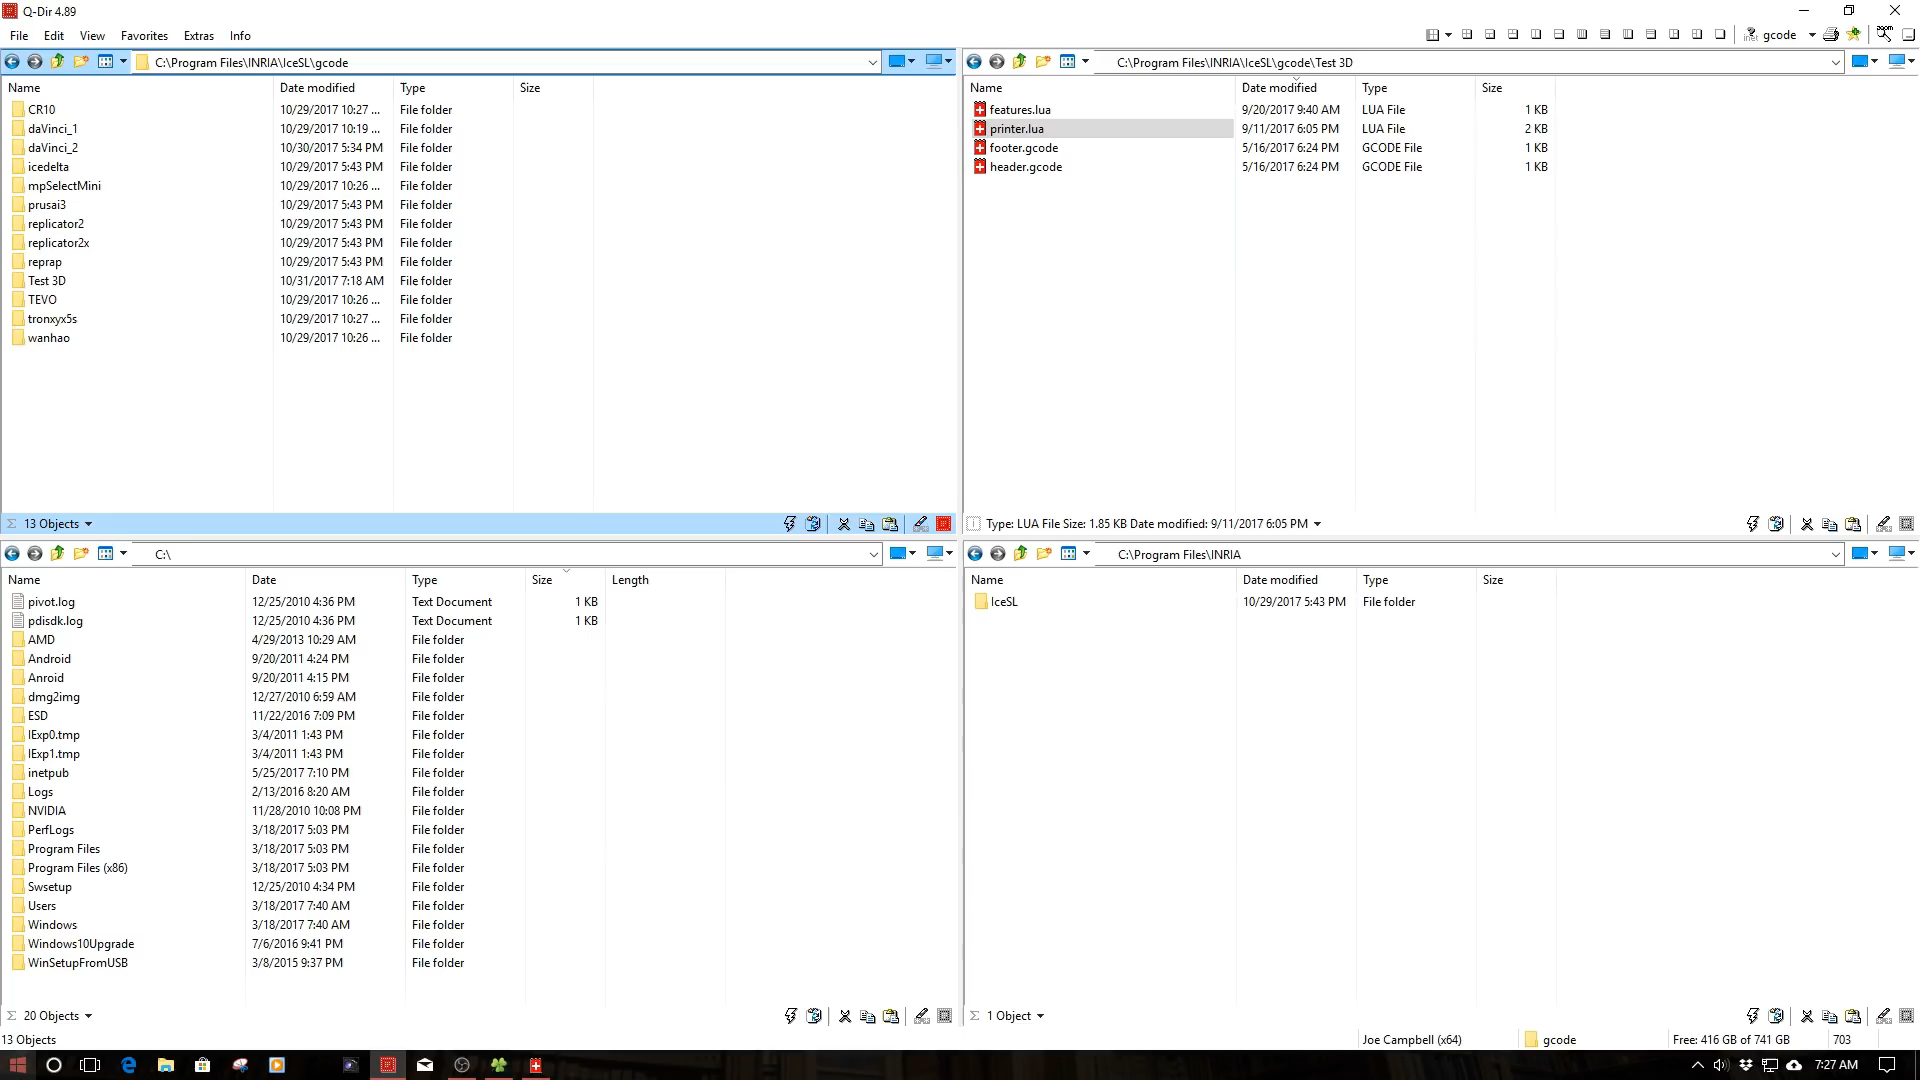 Q-Dir 4.89
File Edit View Favorites Extras Info
gcode
C:\Program Files\INRIA\IceSL\gcode
Name Date modified Type Size
CR10 10/29/2017 10:27 ... File folder
daVinci_1 10/29/2017 10:19 ... File folder
daVinci_2 10/30/2017 5:34 PM File folder
icedelta 10/29/2017 5:43 PM File folder
mpSelectMini 10/29/2017 10:26 ... File folder
prusai3 10/29/2017 5:43 PM File folder
replicator2 10/29/2017 5:43 PM File folder
replicator2x 10/29/2017 5:43 PM File folder
reprap 10/29/2017 5:43 PM File folder
Test 3D 10/31/2017 7:18 AM File folder
TEVO 10/29/2017 10:26 ... File folder
tronxyx5s 10/29/2017 10:27 ... File folder
wanhao 10/29/2017 10:26 ... File folder
13 Objects
C:\Program Files\INRIA\IceSL\gcode\Test 3D
Name Date modified Type Size
features.lua 9/20/2017 9:40 AM LUA File 1 KB
printer.lua 9/11/2017 6:05 PM LUA File 2 KB
footer.gcode 5/16/2017 6:24 PM GCODE File 1 KB
header.gcode 5/16/2017 6:24 PM GCODE File 1 KB
Type: LUA File Size: 1.85 KB Date modified: 9/11/2017 6:05 PM
C:\
Name Date Type Size Length
pivot.log 12/25/2010 4:36 PM Text Document 1 KB
pdisdk.log 12/25/2010 4:36 PM Text Document 1 KB
AMD 4/29/2013 10:29 AM File folder
Android 9/20/2011 4:24 PM File folder
Anroid 9/20/2011 4:15 PM File folder
dmg2img 12/27/2010 6:59 AM File folder
ESD 11/22/2016 7:09 PM File folder
IExp0.tmp 3/4/2011 1:43 PM File folder
IExp1.tmp 3/4/2011 1:43 PM File folder
inetpub 5/25/2017 7:10 PM File folder
Logs 2/13/2016 8:20 AM File folder
NVIDIA 11/28/2010 10:08 PM File folder
PerfLogs 3/18/2017 5:03 PM File folder
Program Files 3/18/2017 5:03 PM File folder
Program Files (x86) 3/18/2017 5:03 PM File folder
Swsetup 12/25/2010 4:34 PM File folder
Users 3/18/2017 7:40 AM File folder
Windows 3/18/2017 7:40 AM File folder
Windows10Upgrade 7/6/2016 9:41 PM File folder
WinSetupFromUSB 3/8/2015 9:37 PM File folder
20 Objects
C:\Program Files\INRIA
Name Date modified Type Size
IceSL 10/29/2017 5:43 PM File folder
1 Object
13 Objects Joe Campbell (x64) gcode Free: 416 GB of 741 GB 703
7:27 AM